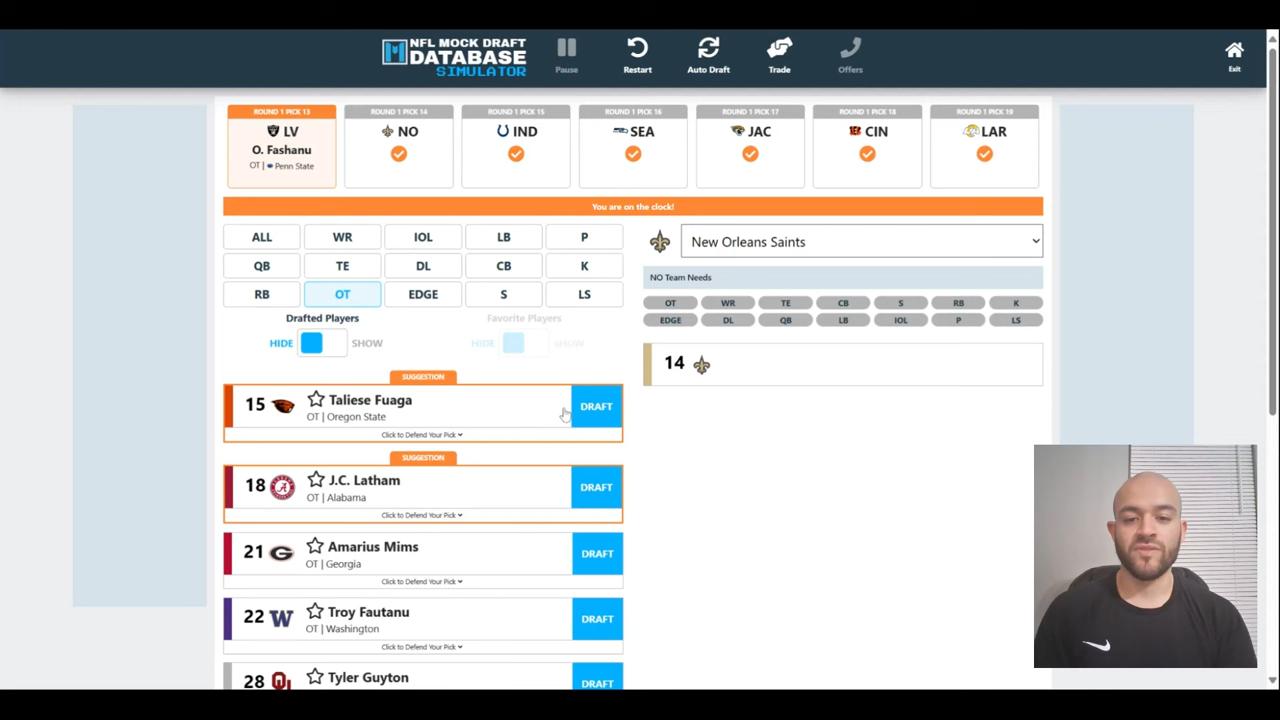 NFL MOCK DRAFT
DATABASE
SIMULATOR
Pause
Restart
Auto Draft
Trade
Offers
Exit
ROUND 1 PICK 13
LV
O. Fashanu
OT | Penn State
ROUND 1 PICK 14
NO
ROUND 1 PICK 15
IND
ROUND 1 PICK 16
SEA
ROUND 1 PICK 17
JAC
ROUND 1 PICK 18
CIN
ROUND 1 PICK 19
LAR
You are on the clock!
ALL WR IOL LB P
QB TE DL CB K
RB OT EDGE S LS
Drafted Players
HIDE SHOW
Favorite Players
HIDE SHOW
New Orleans Saints
NO Team Needs
OT WR TE CB S RB K
EDGE DL QB LB IOL P LS
14
SUGGESTION
15 Taliese Fuaga
OT | Oregon State
DRAFT
Click to Defend Your Pick
SUGGESTION
18 J.C. Latham
OT | Alabama
DRAFT
Click to Defend Your Pick
21 Amarius Mims
OT | Georgia
DRAFT
Click to Defend Your Pick
22 Troy Fautanu
OT | Washington
DRAFT
Click to Defend Your Pick
28 Tyler Guyton
DRAFT